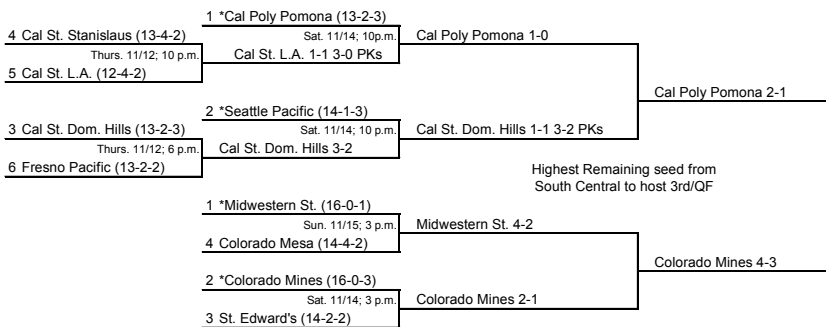 1 *Cal Poly Pomona (13-2-3)
4 Cal St. Stanislaus (13-4-2)
Sat. 11/14; 10p.m.
Cal Poly Pomona 1-0
Thurs. 11/12; 10 p.m.
Cal St. L.A. 1-1 3-0 PKs
5 Cal St. L.A. (12-4-2)
Cal Poly Pomona 2-1
2 *Seattle Pacific (14-1-3)
3 Cal St. Dom. Hills (13-2-3)
Sat. 11/14; 10 p.m.
Cal St. Dom. Hills 1-1 3-2 PKs
Thurs. 11/12; 6 p.m.
Cal St. Dom. Hills 3-2
6 Fresno Pacific (13-2-2)
Highest Remaining seed from
South Central to host 3rd/QF
1 *Midwestern St. (16-0-1)
Sun. 11/15; 3 p.m.
Midwestern St. 4-2
4 Colorado Mesa (14-4-2)
Colorado Mines 4-3
2 *Colorado Mines (16-0-3)
Sat. 11/14; 3 p.m.
Colorado Mines 2-1
3 St. Edward's (14-2-2)